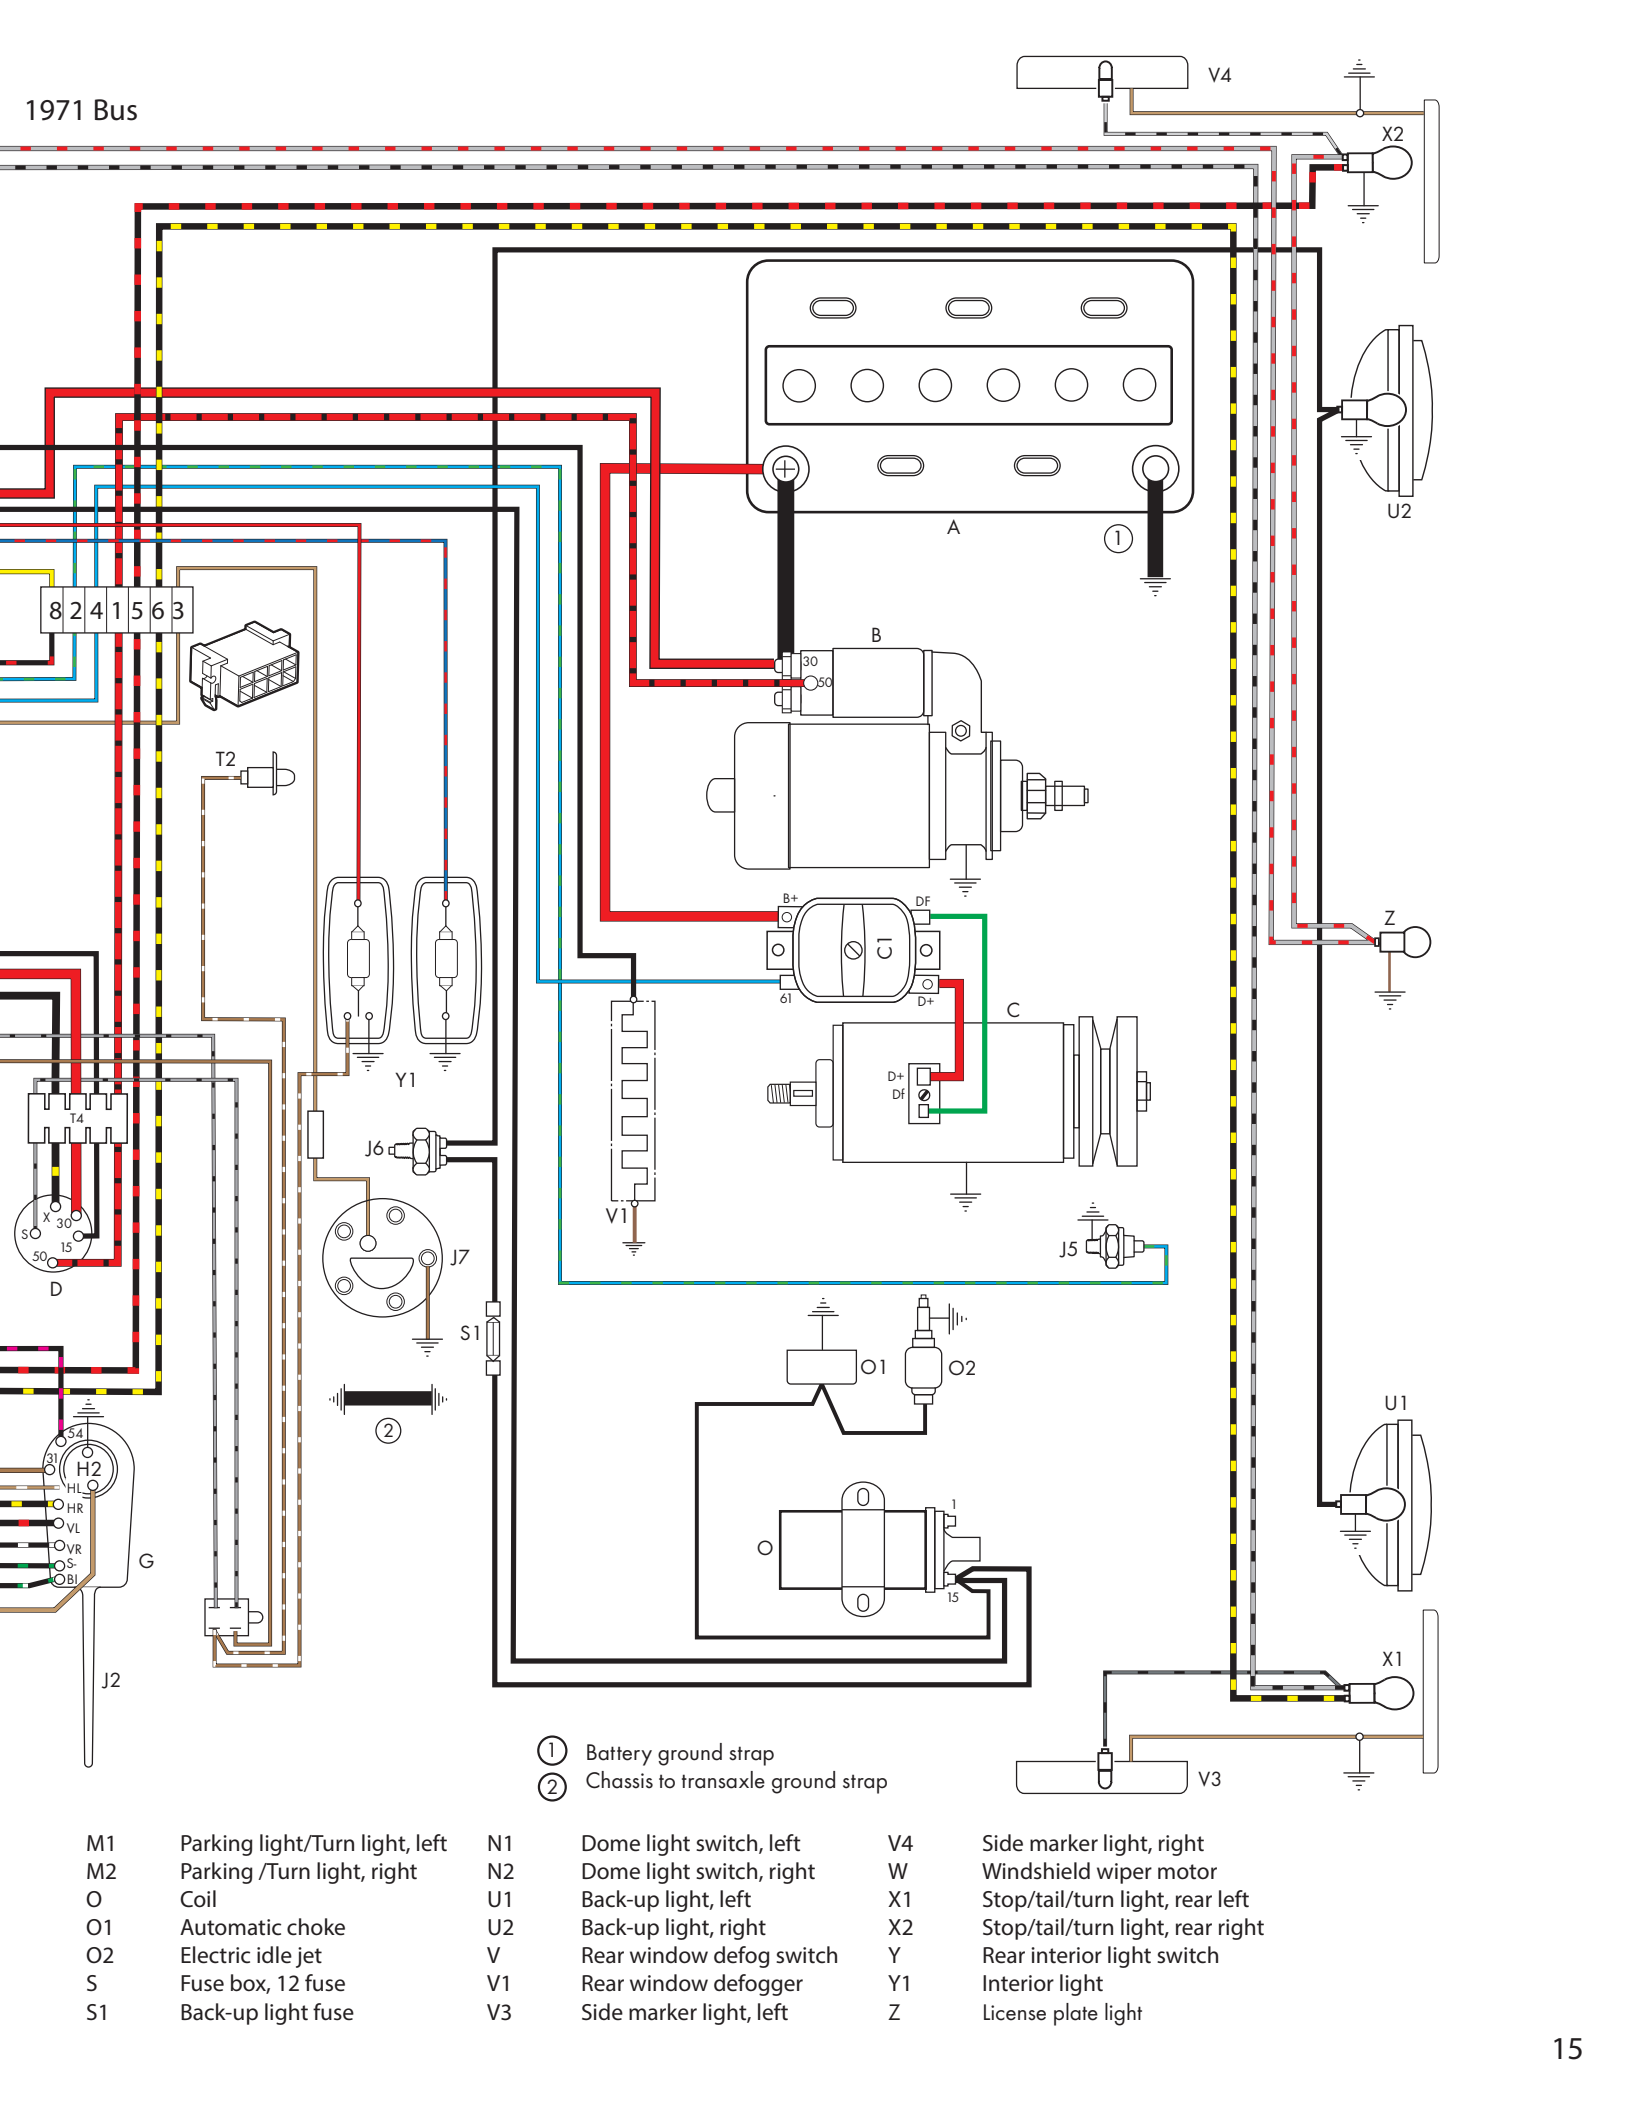 V4
1971 Bus
X2
U2
A
1
B
30
50
8 2 4 1 5 6 3
T2
B+
DF
C1
61
D+
Z
C
D+
Df
Y1
T4
J6
V1
X
30
S
15
50
D
J7
J5
S1
O1
O2
2
U1
54
31
H2
HL
HR
VL
VR
S-
BI
G
O
1
15
J2
X1
V3
1 Battery ground strap
2 Chassis to transaxle ground strap
M1 Parking light/Turn light, left
M2 Parking /Turn light, right
O Coil
O1 Automatic choke
O2 Electric idle jet
S Fuse box, 12 fuse
S1 Back-up light fuse
N1 Dome light switch, left
N2 Dome light switch, right
U1 Back-up light, left
U2 Back-up light, right
V Rear window defog switch
V1 Rear window defogger
V3 Side marker light, left
V4 Side marker light, right
W Windshield wiper motor
X1 Stop/tail/turn light, rear left
X2 Stop/tail/turn light, rear right
Y Rear interior light switch
Y1 Interior light
Z License plate light
15